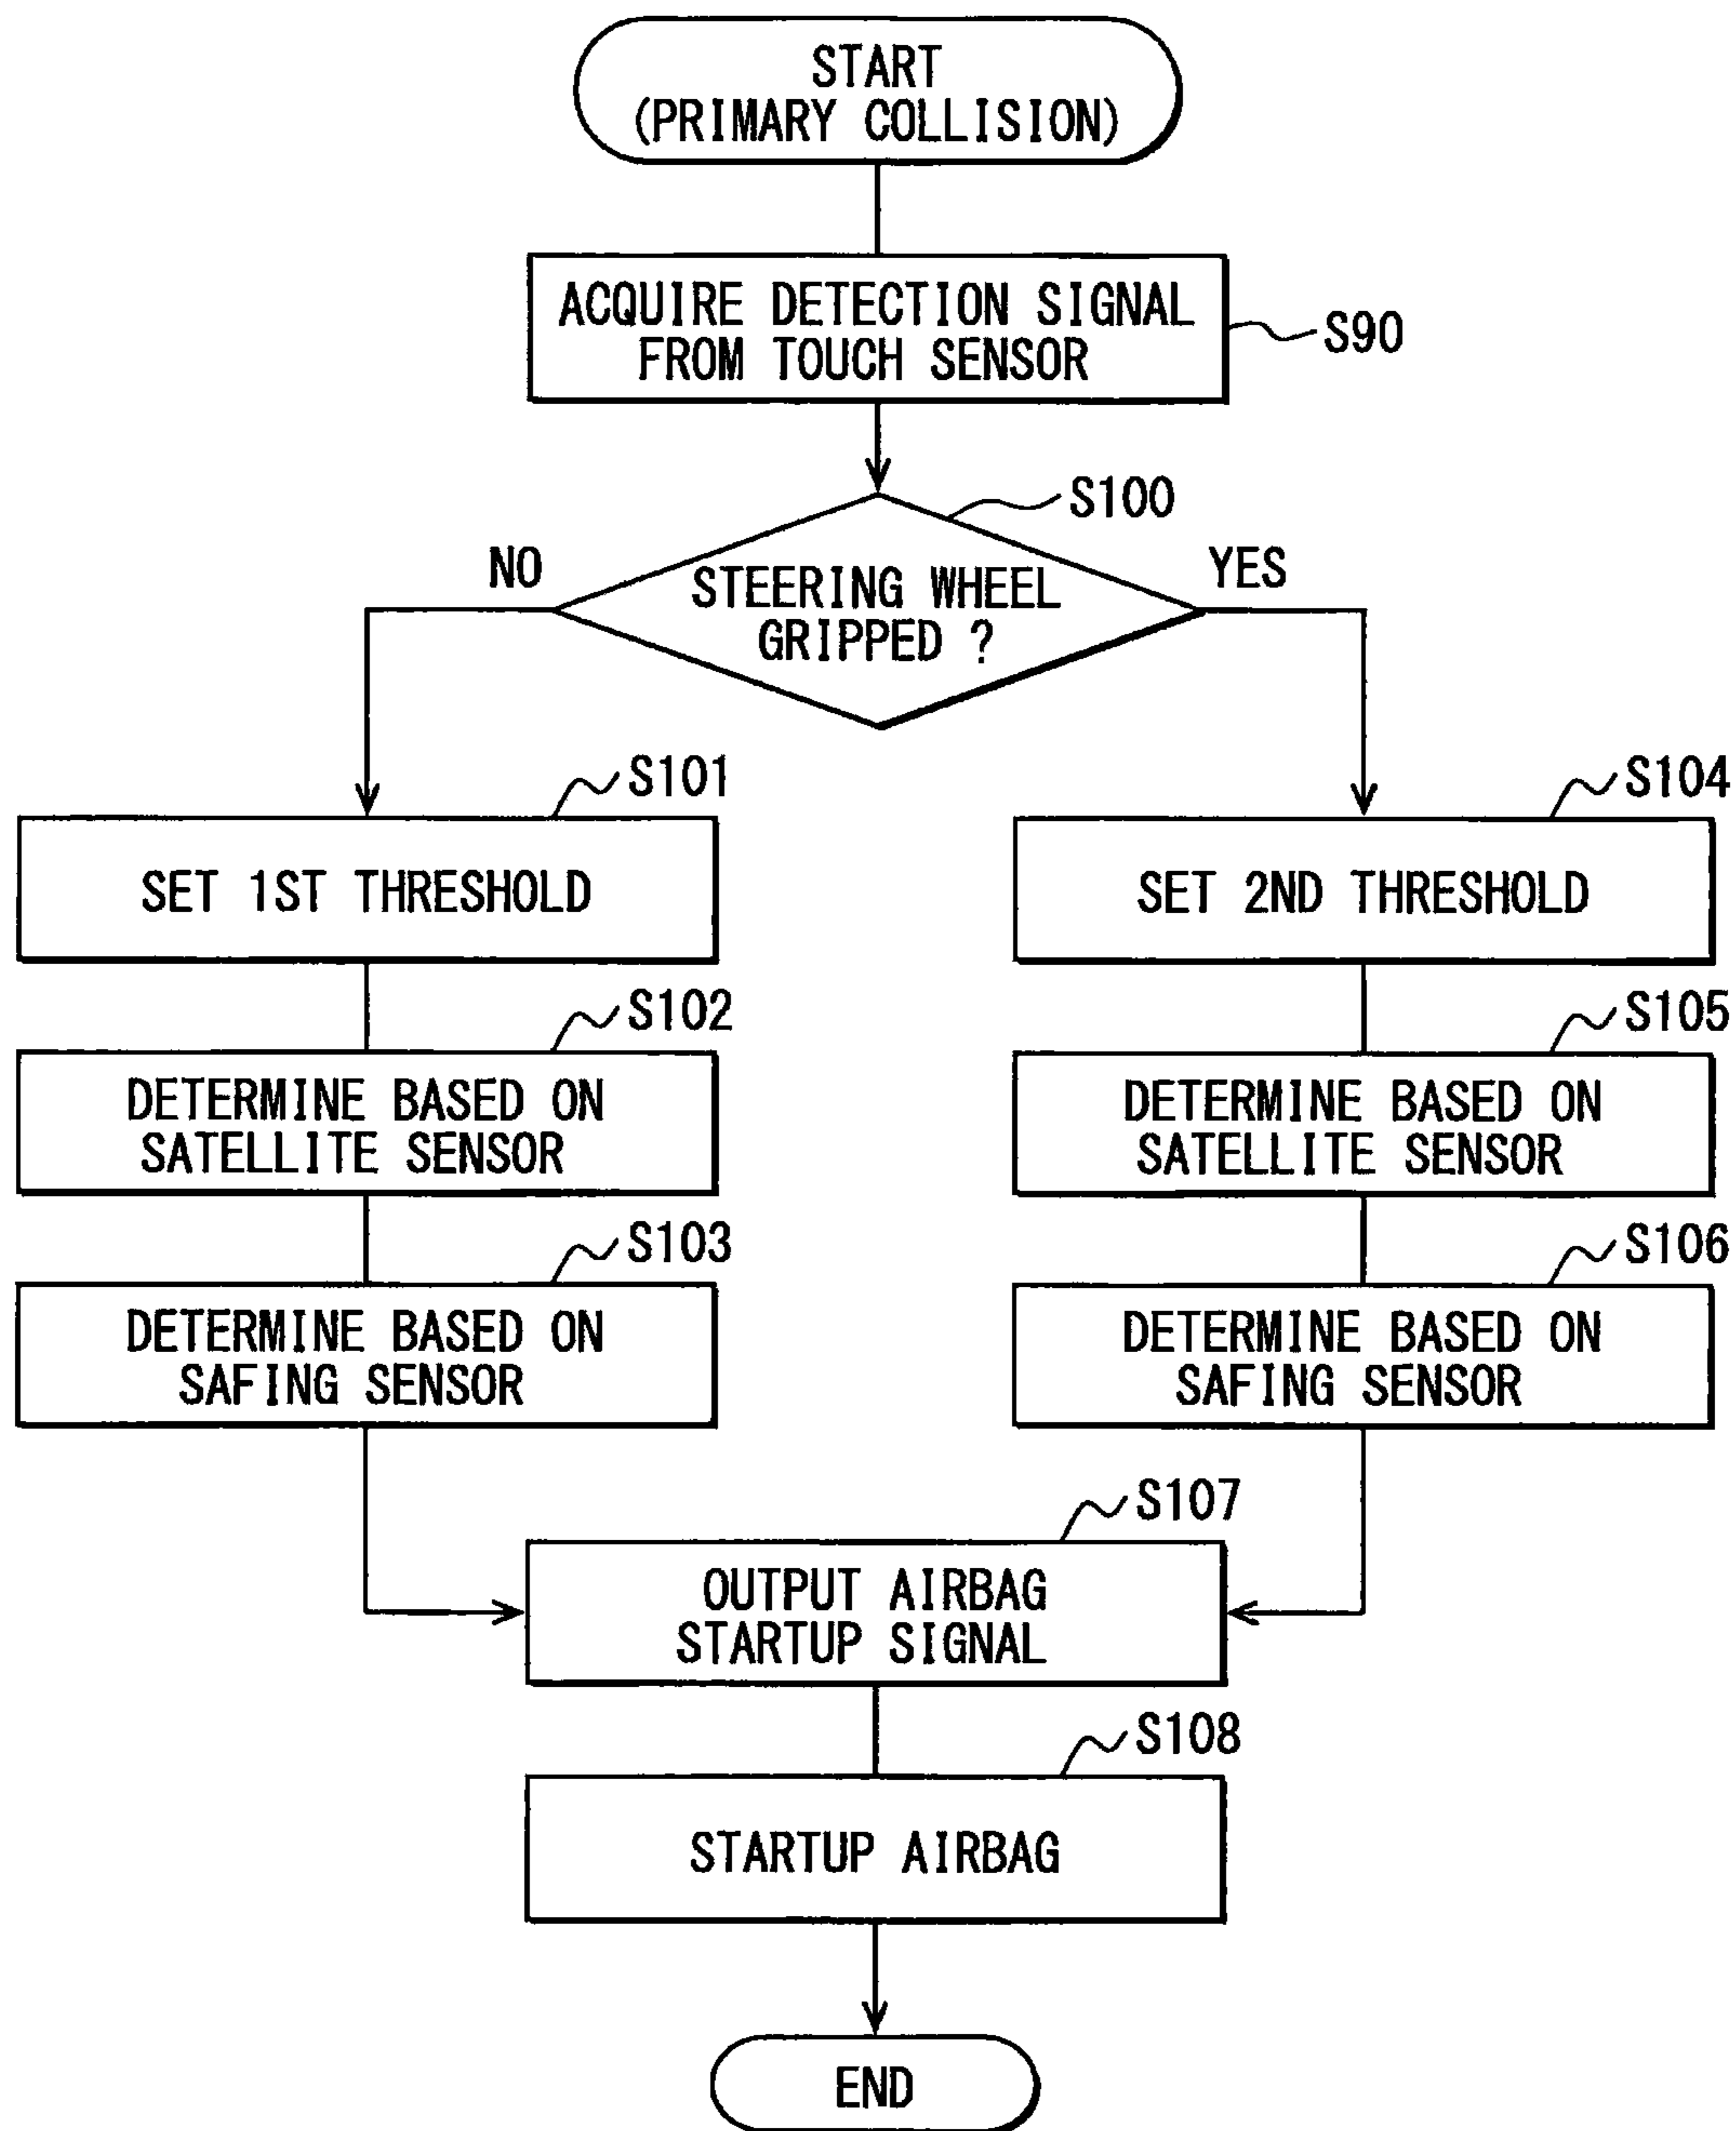 START
(PRIMARY COLLISION)
ACQUIRE DETECTION SIGNAL
FROM TOUCH SENSOR
S90
S100
NO
YES
STEERING WHEEL
GRIPPED ?
S101
S104
SET 1ST THRESHOLD
SET 2ND THRESHOLD
S102
S105
DETERMINE BASED ON
SATELLITE SENSOR
DETERMINE BASED ON
SATELLITE SENSOR
S103
S106
DETERMINE BASED ON
SAFING SENSOR
DETERMINE BASED ON
SAFING SENSOR
S107
OUTPUT AIRBAG
STARTUP SIGNAL
S108
STARTUP AIRBAG
END